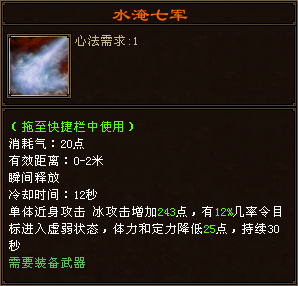 水淹七军
心法需求:1
（拖至快捷栏中使用）
消耗气：20点
有效距离：0-2米
瞬间释放
冷却时间：12秒
单体近身攻击 冰攻击增加243点，有12%几率令目
标进入虚弱状态，体力和定力降低25点，持续30
秒
需要装备武器